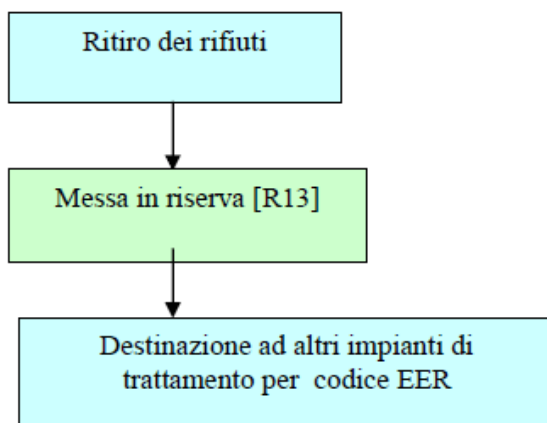 Ritiro dei rifiuti
Messa in riserva [R13]
Destinazione ad altri impianti di
trattamento per codice EER